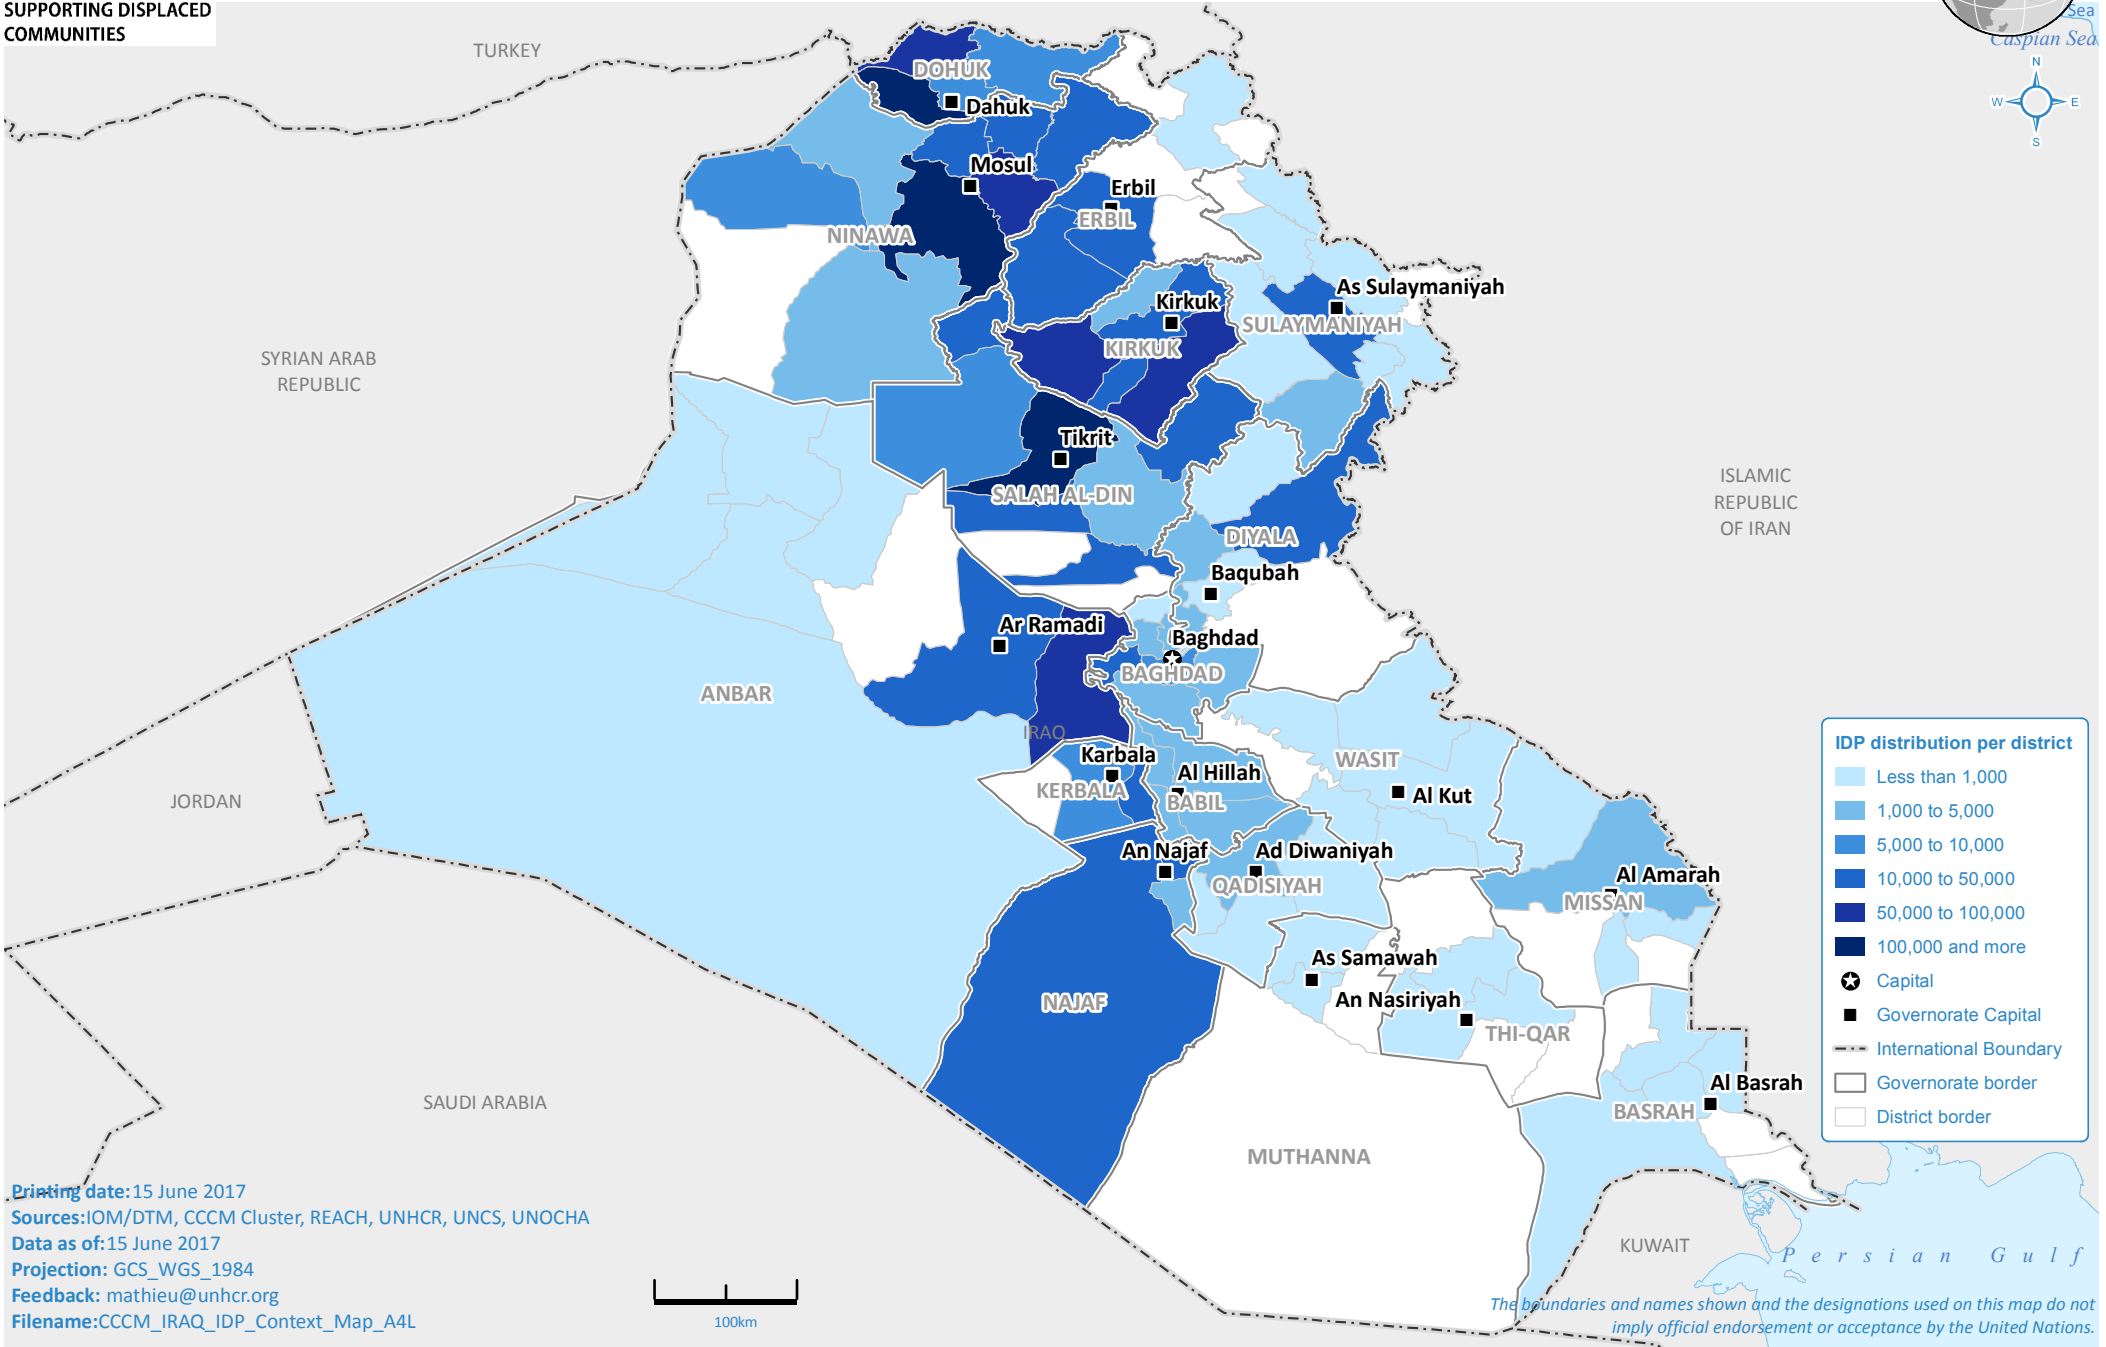 SUPPORTING DISPLACED
COMMUNITIES
Sea
Caspian Sea
N
W
E
S
TURKEY
DOHUK
Dahuk
Mosul
Erbil
ERBIL
NINAWA
As Sulaymaniyah
Kirkuk
SULAYMANIYAH
KIRKUK
SYRIAN ARAB
REPUBLIC
Tikrit
SALAH AL-DIN
ISLAMIC
REPUBLIC
OF IRAN
DIYALA
Baqubah
Ar Ramadi
Baghdad
BAGHDAD
ANBAR
IRAQ
Karbala
KERBALA
Al Hillah
BABIL
WASIT
Al Kut
JORDAN
An Najaf
Ad Diwaniyah
QADISIYAH
Al Amarah
MISSAN
As Samawah
An Nasiriyah
NAJAF
THI-QAR
SAUDI ARABIA
Al Basrah
BASRAH
MUTHANNA
KUWAIT
Persian Gulf
IDP distribution per district
Less than 1,000
1,000 to 5,000
5,000 to 10,000
10,000 to 50,000
50,000 to 100,000
100,000 and more
Capital
Governorate Capital
International Boundary
Governorate border
District border
Printing date:15 June 2017
Sources:IOM/DTM, CCCM Cluster, REACH, UNHCR, UNCS, UNOCHA
Data as of:15 June 2017
Projection: GCS_WGS_1984
Feedback: mathieu@unhcr.org
Filename:CCCM_IRAQ_IDP_Context_Map_A4L
100km
The boundaries and names shown and the designations used on this map do not
imply official endorsement or acceptance by the United Nations.